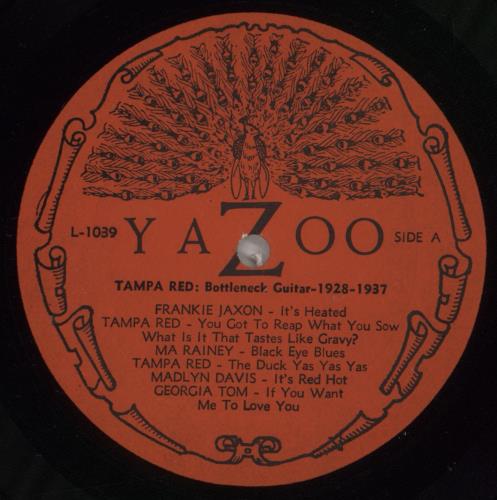 L-1039 YAZOO SIDE A
TAMPA RED: Bottleneck Guitar-1928-1937
FRANKIE JAXON - It's Heated
TAMPA RED - You Got To Reap What You Sow
What Is It That Tastes Like Gravy?
MA RAINEY - Black Eye Blues
TAMPA RED - The Duck Yas Yas Yas
MADLYN DAVIS - It's Red Hot
GEORGIA TOM - If You Want
Me To Love You